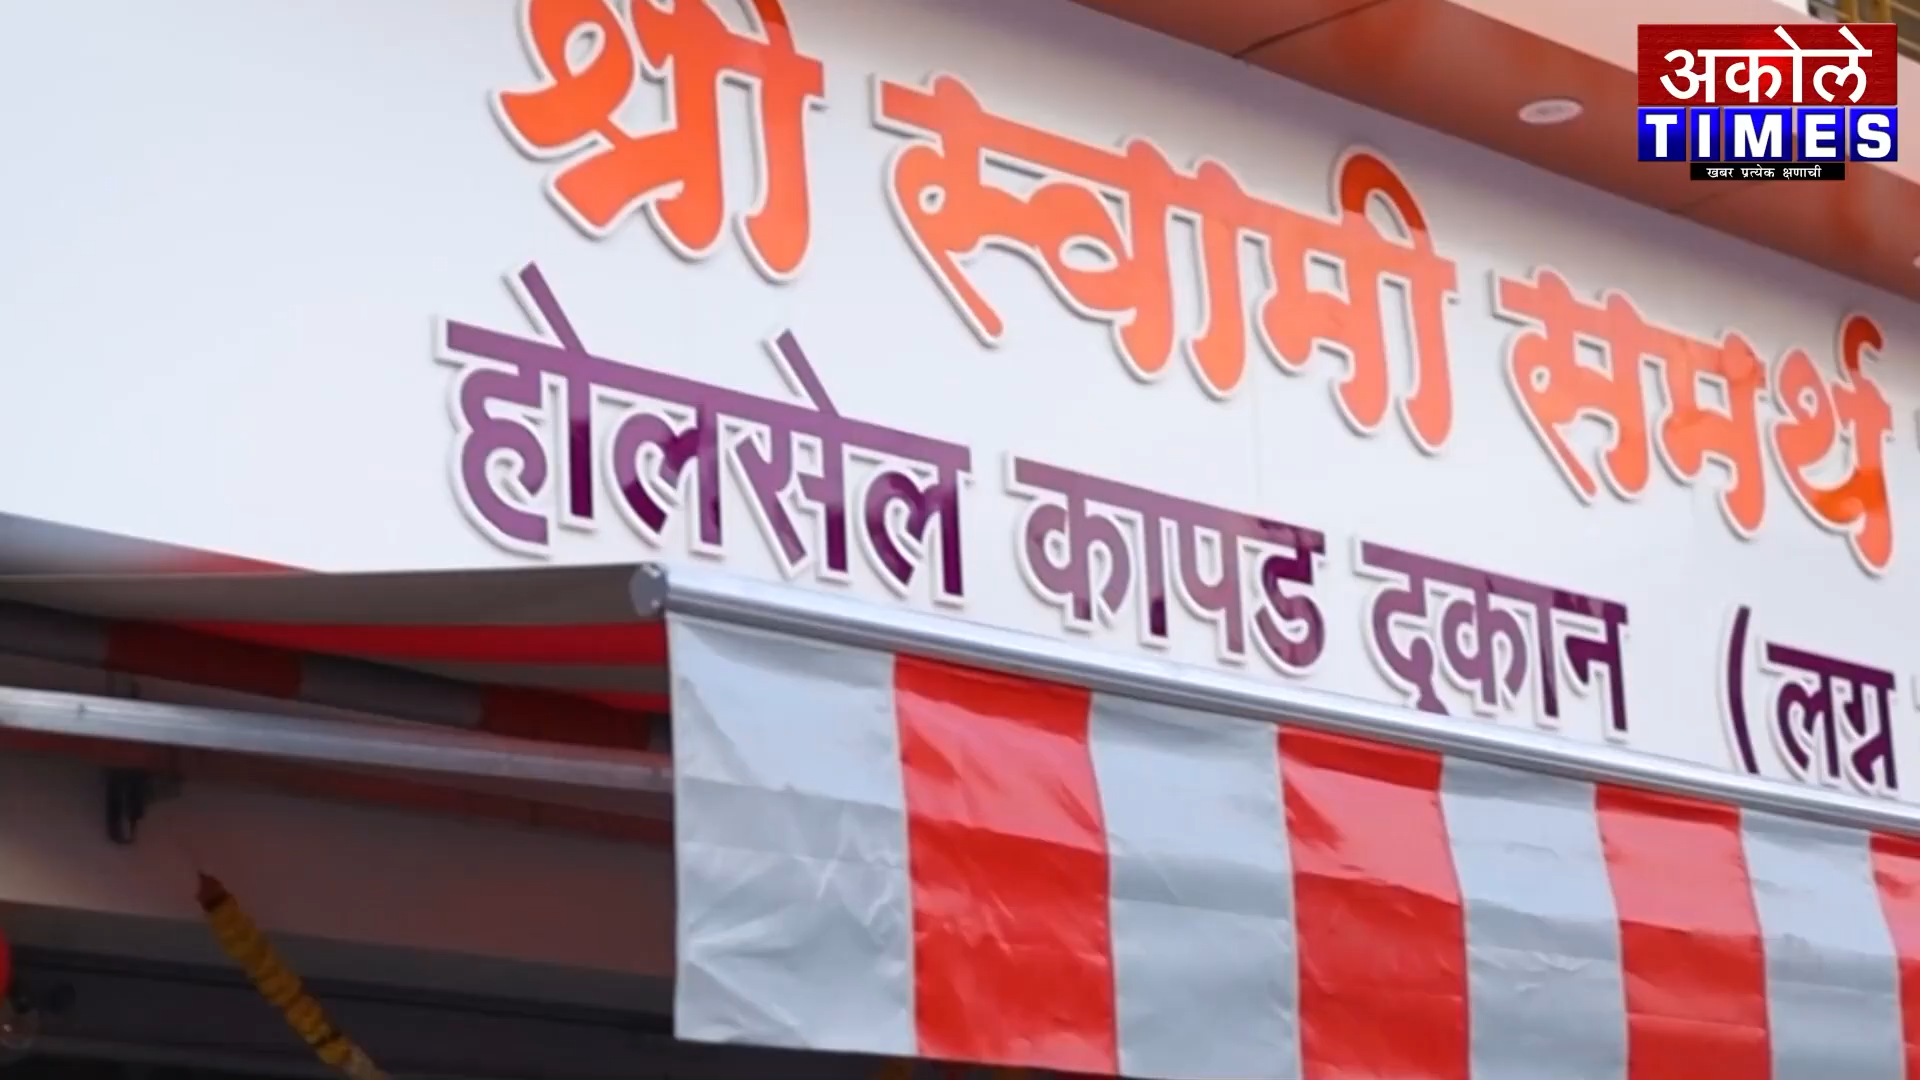 श्री स्वामी समर्थ
होलसेल कापड दुकान (लग्न
अकोले
TIMES
खबर प्रत्येक क्षणाची